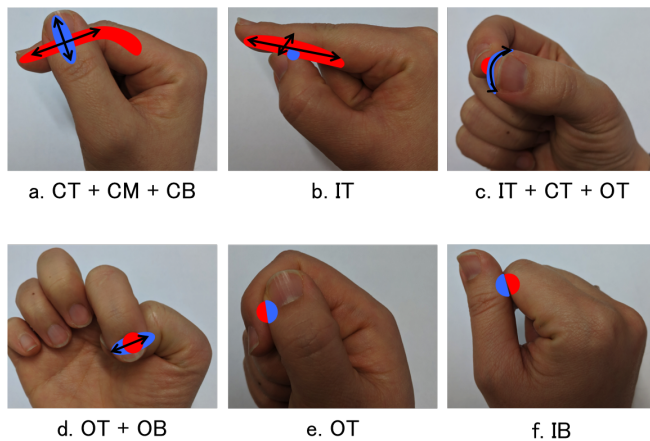 a. CT + CM + CB
b. IT
c. IT + CT + OT
d. OT + OB
e. OT
f. IB